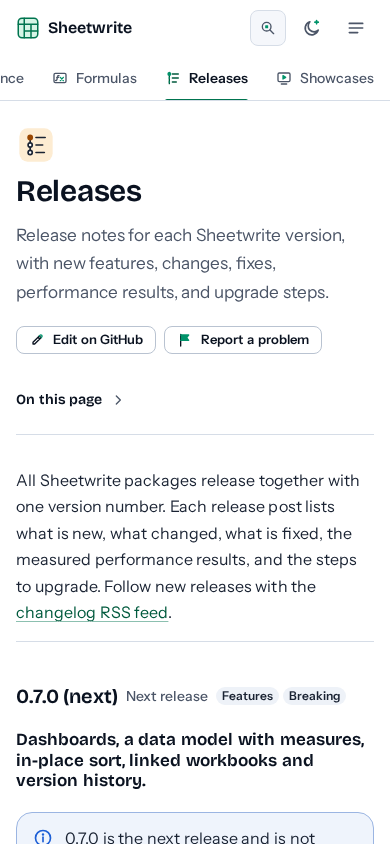 Sheetwrite
nce Formulas Releases Showcases
Releases
Release notes for each Sheetwrite version,
with new features, changes, fixes,
performance results, and upgrade steps.
Edit on GitHub Report a problem
On this page
All Sheetwrite packages release together with
one version number. Each release post lists
what is new, what changed, what is fixed, the
measured performance results, and the steps
to upgrade. Follow new releases with the
changelog RSS feed.
0.7.0 (next) Next release Features Breaking
Dashboards, a data model with measures,
in-place sort, linked workbooks and
version history.
0.7.0 is the next release and is not